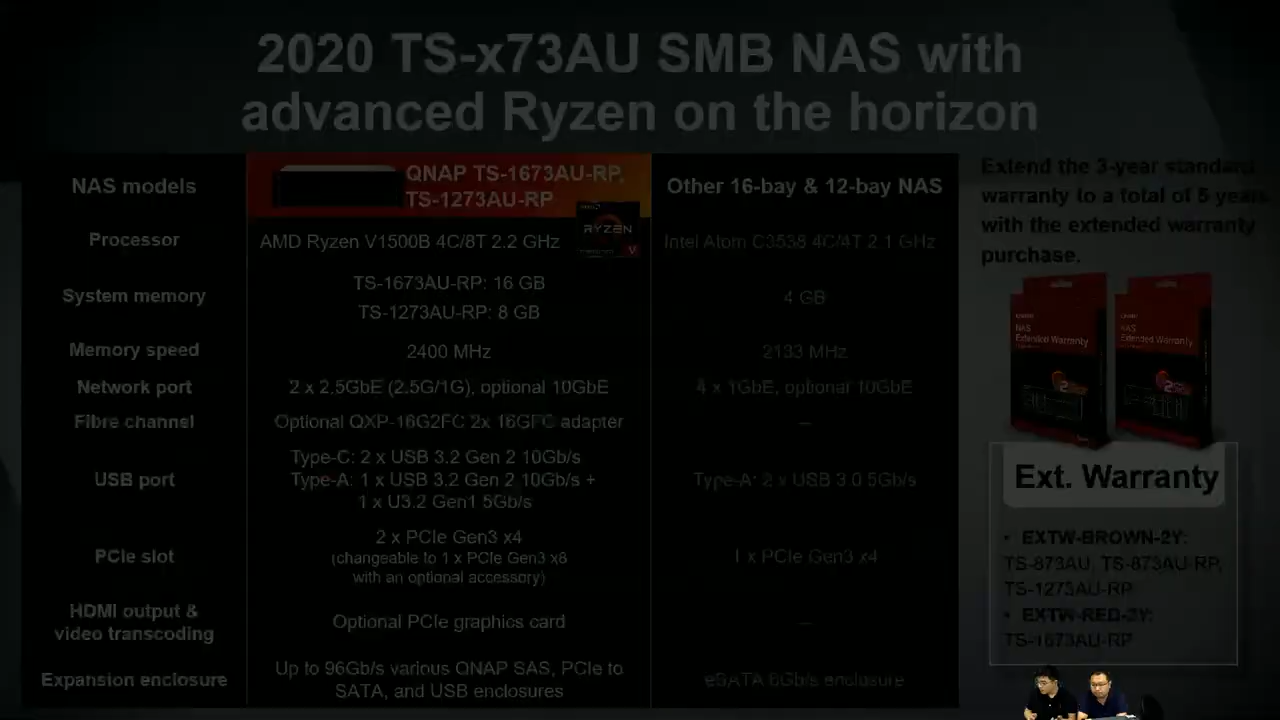 2020 TS-x73AU SMB NAS with
advanced Ryzen on the horizon
NAS models
QNAP TS-1673AU-RP,
TS-1273AU-RP
Other 16-bay & 12-bay NAS
Processor
AMD Ryzen V1500B 4C/8T 2.2 GHz
RYZEN
Intel Atom C3538 4C/4T 2.1 GHz
System memory
TS-1673AU-RP: 16 GB
TS-1273AU-RP: 8 GB
4 GB
Memory speed
2400 MHz
2133 MHz
Network port
2 x 2.5GbE (2.5G/1G), optional 10GbE
4 x 1GbE, optional 10GbE
Fibre channel
Optional QXP-16G2FC 2x 16GFC adapter
—
USB port
Type-C: 2 x USB 3.2 Gen 2 10Gb/s
Type-A: 1 x USB 3.2 Gen 2 10Gb/s +
1 x U3.2 Gen1 5Gb/s
Type-A: 2 x USB 3.0 5Gb/s
PCIe slot
2 x PCIe Gen3 x4
(changeable to 1 x PCIe Gen3 x8
with an optional accessory)
1 x PCIe Gen3 x4
HDMI output &
video transcoding
Optional PCIe graphics card
—
Expansion enclosure
Up to 96Gb/s various QNAP SAS, PCIe to
SATA, and USB enclosures
eSATA 6Gb/s enclosure
Extend the 3-year standard
warranty to a total of 5 years
with the extended warranty
purchase.
NAS
Extended Warranty
NAS
Extended Warranty
Ext. Warranty
• EXTW-BROWN-2Y:
TS-873AU, TS-873AU-RP,
TS-1273AU-RP
• EXTW-RED-2Y:
TS-1673AU-RP